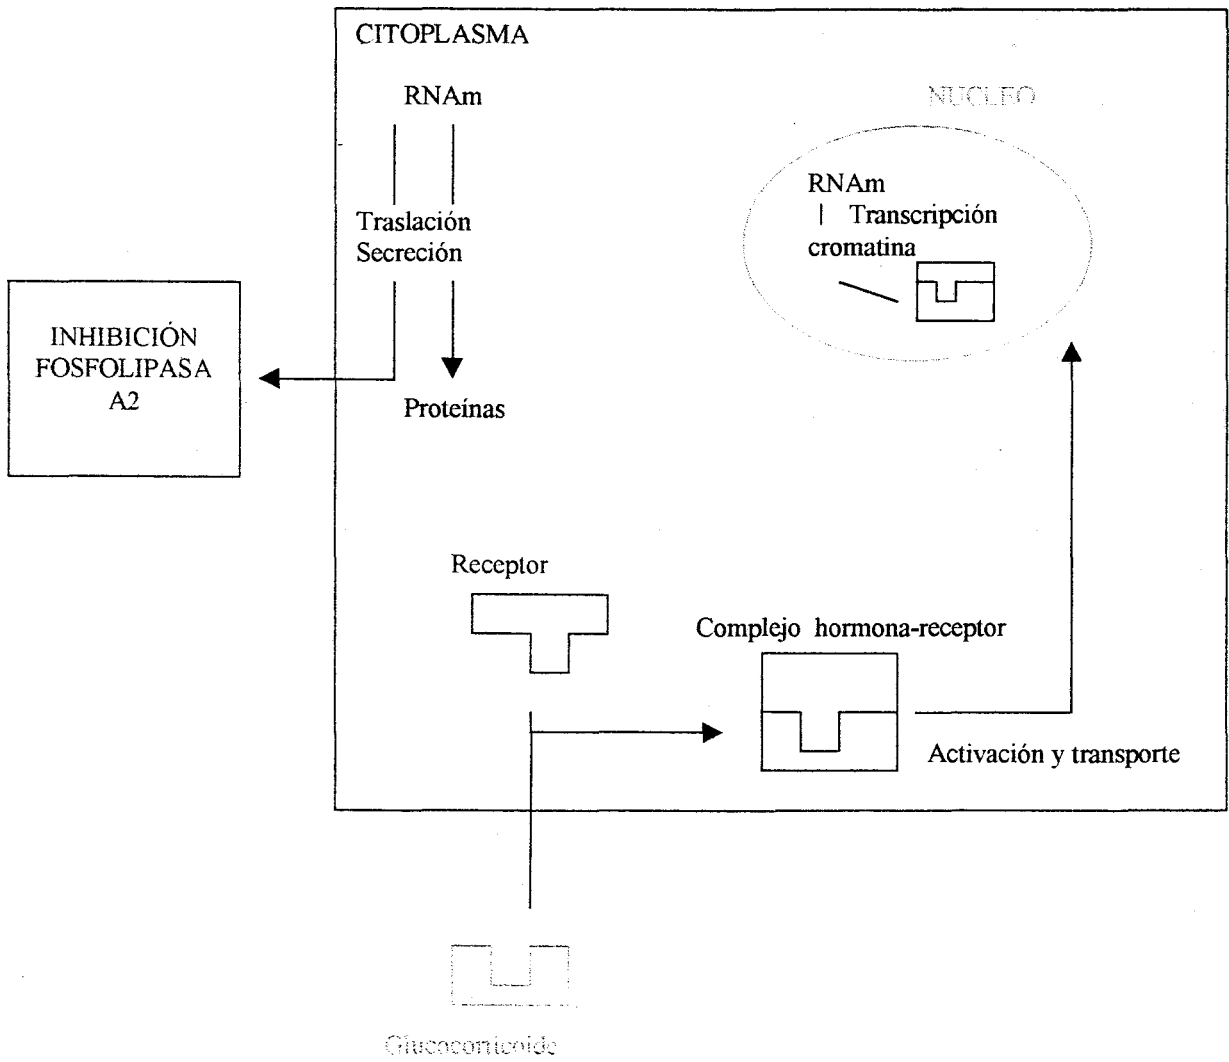 CITOPLASMA
RNAm
NUCLEO
RNAm
| Transcripción
cromatina
Traslación
Secreción
INHIBICIÓN
FOSFOLIPASA
A2
Proteínas
Receptor
Complejo hormona-receptor
Activación y transporte
Glucocorticoide